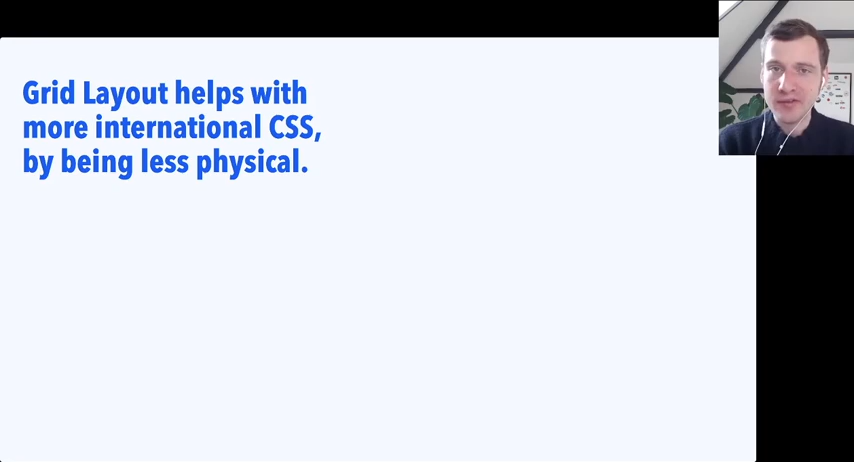 Grid Layout helps with
more international CSS,
by being less physical.